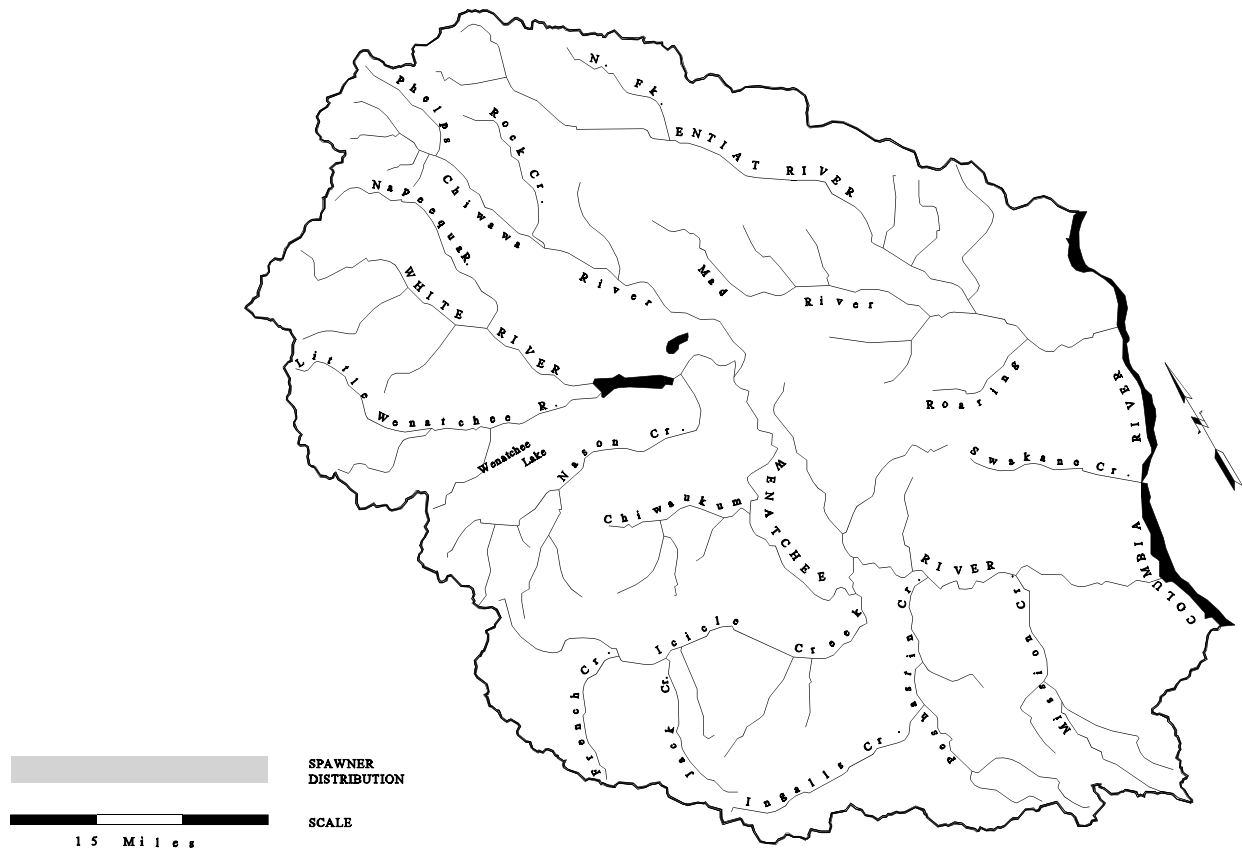 N. Fk.
Phelps
Rock Cr.
ENTIAT RIVER
Chiwawa River
Napeequa R.
WHITE RIVER
Mad River
Little Wenatchee R.
Roaring
COLUMBIA RIVER
Wenatchee
Lake
Nason Cr.
Swakane Cr.
Chiwaukum
WENATCHEE RIVER
Icicle Creek
French Cr.
Jack Cr.
Peshastin Cr.
Mission Cr.
Ingalls Cr.
SPAWNER
DISTRIBUTION
SCALE
15 Miles